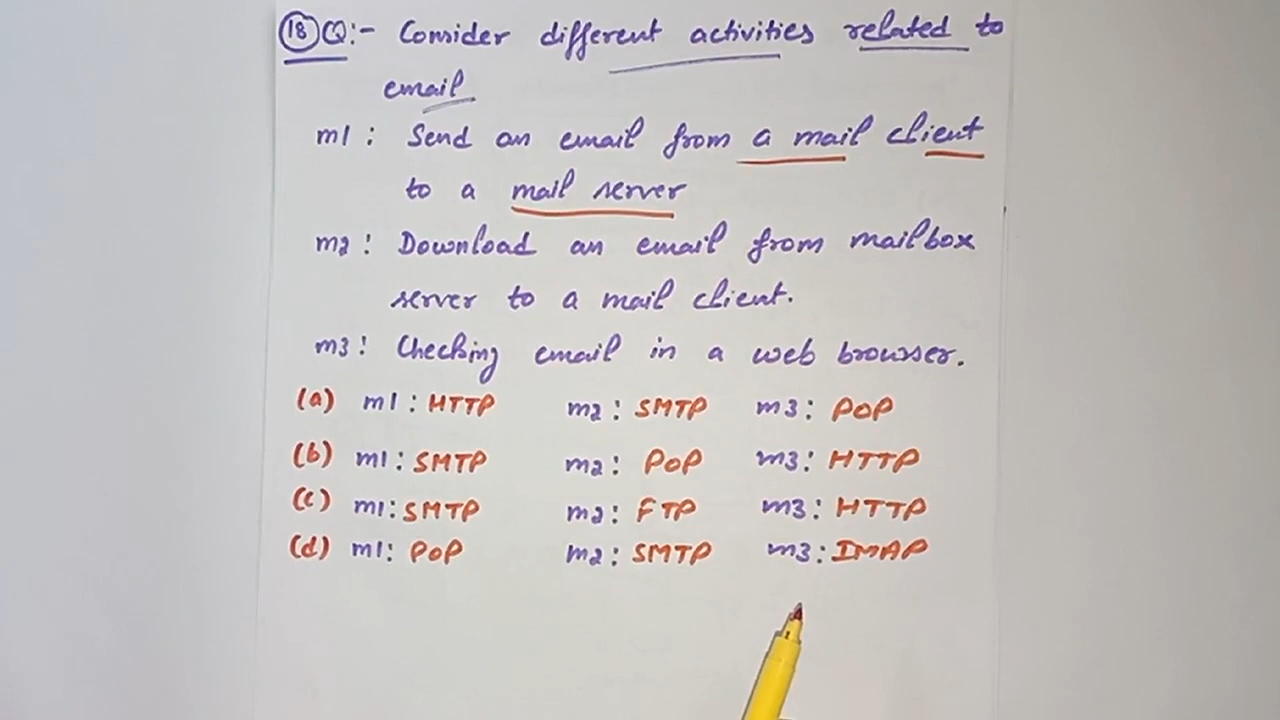 18 Q:- Consider different activities related to
email
m1 : Send an email from a mail client
to a mail server
m2 : Download an email from mailbox
server to a mail client.
m3 : Checking email in a web browser.
(a) m1 : HTTP m2 : SMTP m3 : POP
(b) m1 : SMTP m2 : POP m3 : HTTP
(c) m1 : SMTP m2 : FTP m3 : HTTP
(d) m1 : POP m2 : SMTP m3 : IMAP